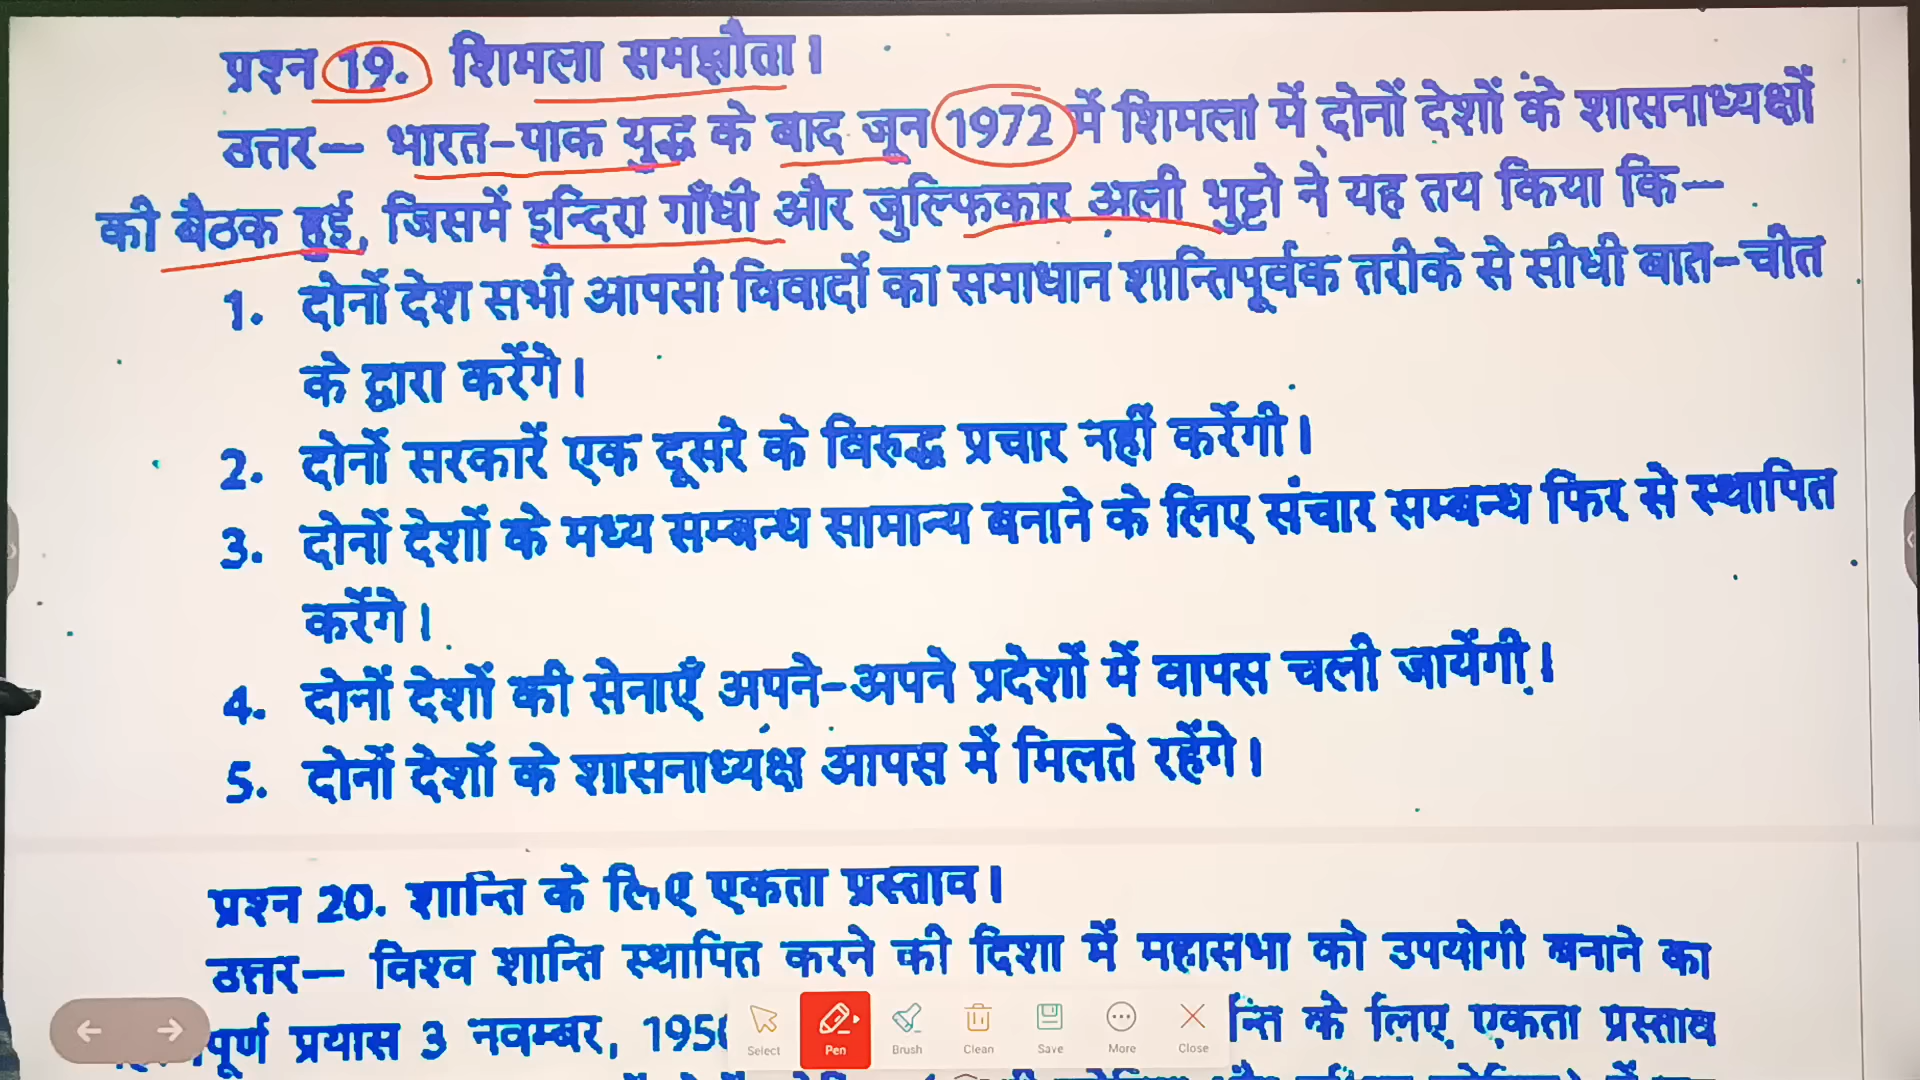 प्रश्न 19. शिमला समझौता।
उत्तर— भारत-पाक युद्ध के बाद जून 1972 में शिमला में दोनों देशों के शासनाध्यक्षों
की बैठक हुई, जिसमें इन्दिरा गाँधी और जुल्फिकार अली भुट्टो ने यह तय किया कि—
1. दोनों देश सभी आपसी विवादों का समाधान शान्तिपूर्वक तरीके से सीधी बात-चीत
के द्वारा करेंगे।
2. दोनों सरकारें एक दूसरे के विरुद्ध प्रचार नहीं करेंगी।
3. दोनों देशों के मध्य सम्बन्ध सामान्य बनाने के लिए संचार सम्बन्ध फिर से स्थापित
करेंगे।
4. दोनों देशों की सेनाएँ अपने-अपने प्रदेशों में वापस चली जायेंगी।
5. दोनों देशों के शासनाध्यक्ष आपस में मिलते रहेंगे।
प्रश्न 20. शान्ति के लिए एकता प्रस्ताव।
उत्तर— विश्व शान्ति स्थापित करने की दिशा में महासभा को उपयोगी बनाने का
पूर्ण प्रयास 3 नवम्बर, के लिए एकता प्रस्ताव
Select Pen Brush Clean Save More Close